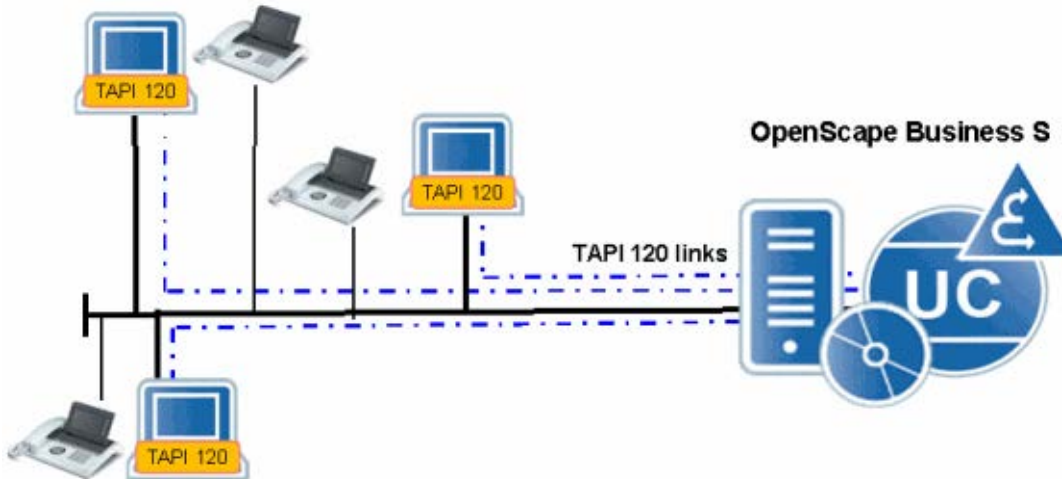 TAPI 120
OpenScape Business S
TAPI 120
TAPI 120 links
UC
TAPI 120